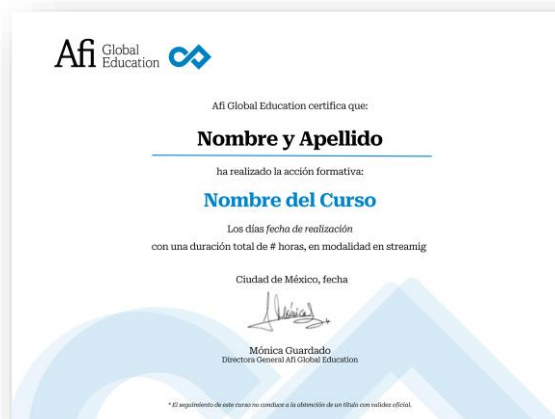 Afi Global
Education
Afi Global Education certifica que:
Nombre y Apellido
ha realizado la acción formativa:
Nombre del Curso
Los días fecha de realización
con una duración total de # horas, en modalidad en streamig
Ciudad de México, fecha
Mónica Guardado
Directora General Afi Global Education
* El seguimiento de este curso no conduce a la obtención de un título con validez oficial.